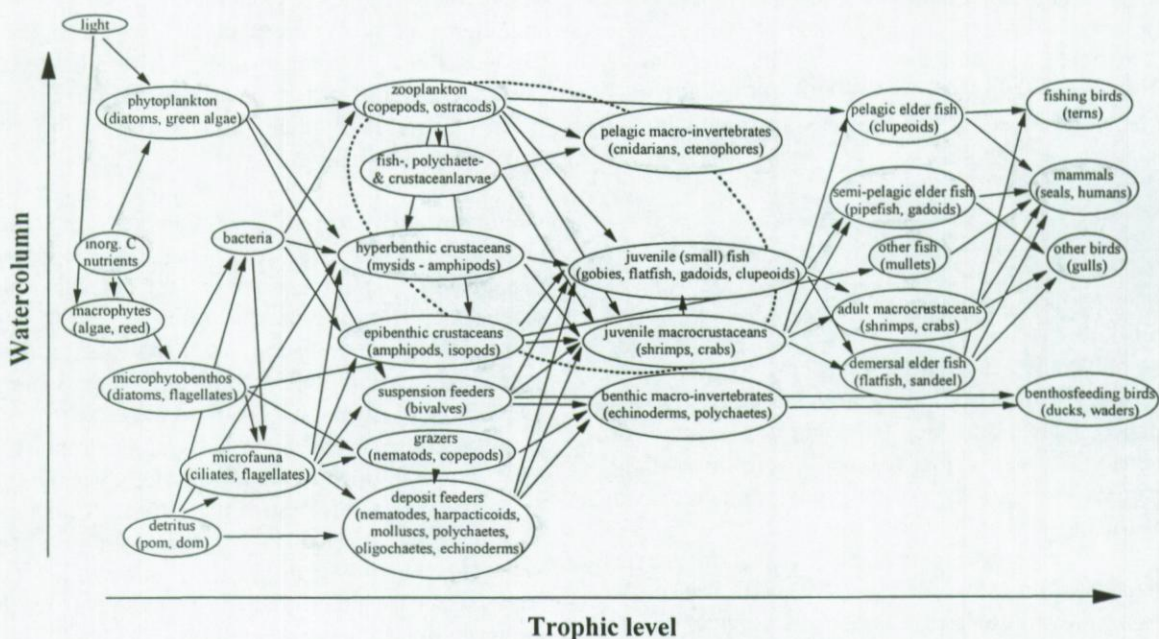 light
phytoplankton
(diatoms, green algae)
zooplankton
(copepods, ostracods)
pelagic macro-invertebrates
(cnidarians, ctenophores)
pelagic elder fish
(clupeoids)
fishing birds
(terns)
fish-, polychaete-
& crustaceanlarvae
semi-pelagic elder fish
(pipefish, gadoids)
mammals
(seals, humans)
inorg. C
nutrients
bacteria
hyperbenthic crustaceans
(mysids - amphipods)
juvenile (small) fish
(gobies, flatfish, gadoids, clupeoids)
other fish
(mullets)
other birds
(gulls)
macrophytes
(algae, reed)
epibenthic crustaceans
(amphipods, isopods)
juvenile macrocrustaceans
(shrimps, crabs)
adult macrocrustaceans
(shrimps, crabs)
microphytobenthos
(diatoms, flagellates)
suspension feeders
(bivalves)
benthic macro-invertebrates
(echinoderms, polychaetes)
demersal elder fish
(flatfish, sandeel)
benthosfeeding birds
(ducks, waders)
microfauna
(ciliates, flagellates)
grazers
(nematods, copepods)
detritus
(pom, dom)
deposit feeders
(nematodes, harpacticoids,
molluscs, polychaetes,
oligochaetes, echinoderms)
Watercolumn
Trophic level